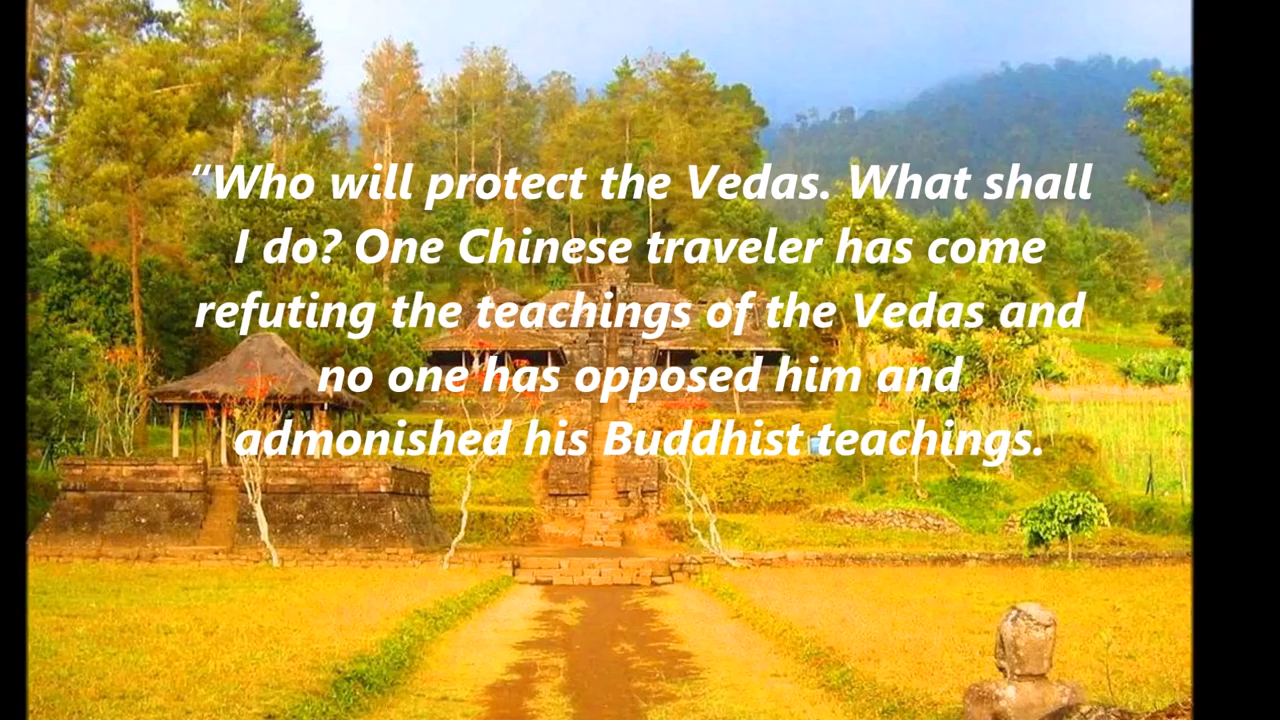 “Who will protect the Vedas. What shall
I do? One Chinese traveler has come
refuting the teachings of the Vedas and
no one has opposed him and
admonished his Buddhist teachings.